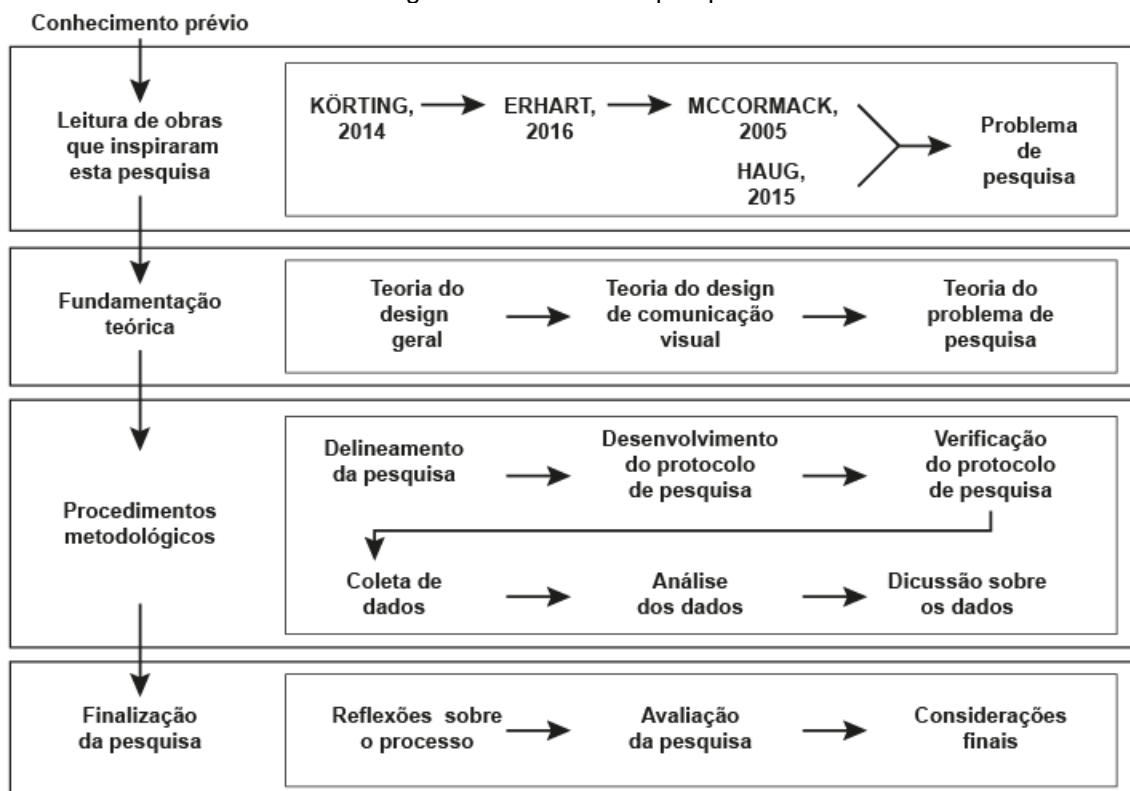 Conhecimento prévio
Leitura de obras
que inspiraram
esta pesquisa
KÖRTING,
2014
ERHART,
2016
MCCORMACK,
2005
HAUG,
2015
Problema
de
pesquisa
Fundamentação
teórica
Teoria do
design
geral
Teoria do design
de comunicação
visual
Teoria do
problema de
pesquisa
Procedimentos
metodológicos
Delineamento
da pesquisa
Desenvolvimento
do protocolo
de pesquisa
Verificação
do protocolo
de pesquisa
Coleta de
dados
Análise
dos dados
Dicussão sobre
os dados
Finalização
da pesquisa
Reflexões sobre
o processo
Avaliação
da pesquisa
Considerações
finais